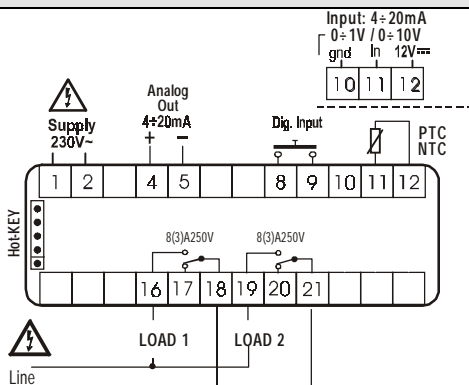 Input: 4÷20mA
0÷1V / 0÷10V
gnd In 12V
10 11 12
Supply
230V~
Analog
Out
4÷20mA
+ -
Dig. Input
PTC
NTC
1 2 4 5 8 9 10 11 12
Hot-KEY
8(3)A250V 8(3)A250V
16 17 18 19 20 21
LOAD 1 LOAD 2
Line